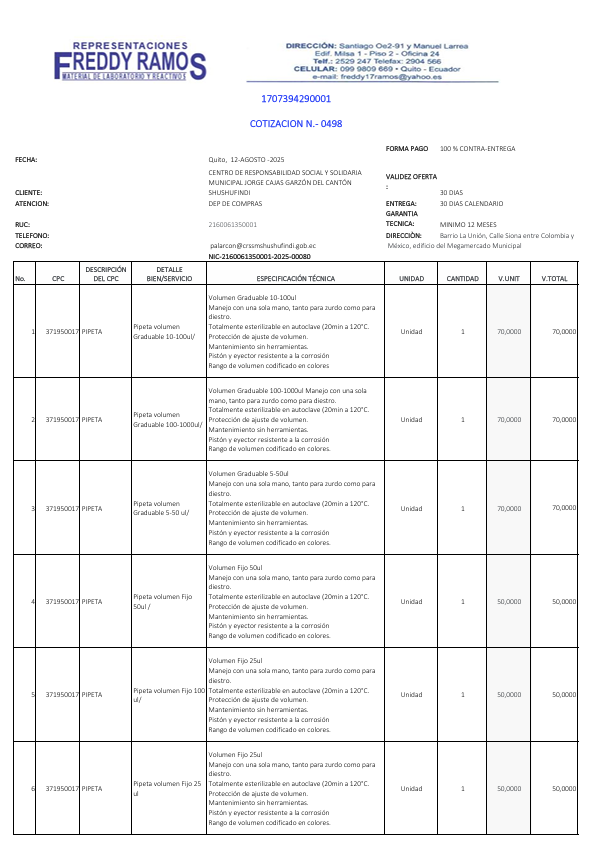 REPRESENTACIONES
FREDDY RAMOS
MATERIAL DE LABORATORIO Y REACTIVOS
DIRECCIÓN: Santiago Oe2-91 y Manuel Larrea
Edif. Milsa 1 - Piso 2 - Oficina 24
Telf.: 2529 247 Telefax: 2904 566
CELULAR: 099 9809 669 • Quito - Ecuador
e-mail: freddy17ramos@yahoo.es
1707394290001
COTIZACION N.- 0498
FORMA PAGO 100 % CONTRA-ENTREGA
FECHA: Quito, 12-AGOSTO -2025
CENTRO DE RESPONSABILIDAD SOCIAL Y SOLIDARIA
MUNICIPAL JORGE CAJAS GARZÓN DEL CANTÓN
SHUSHUFINDI
VALIDEZ OFERTA
:
CLIENTE: 30 DIAS
ATENCION: DEP DE COMPRAS ENTREGA: 30 DIAS CALENDARIO
GARANTIA
RUC: 2160061350001 TECNICA: MINIMO 12 MESES
TELEFONO: DIRECCIÒN: Barrio La Unión, Calle Siona entre Colombia y
CORREO: palarcon@crssmshushufindi.gob.ec México, edificio del Megamercado Municipal
NIC-2160061350001-2025-00080
No. CPC DESCRIPCIÓN DEL CPC DETALLE BIEN/SERVICIO ESPECIFICACIÓN TÉCNICA UNIDAD CANTIDAD V.UNIT V.TOTAL
1 371950017 PIPETA Pipeta volumen
Graduable 10-100ul/
Volumen Graduable 10-100ul
Manejo con una sola mano, tanto para zurdo como para
diestro.
Totalmente esterilizable en autoclave (20min a 120°C.
Protección de ajuste de volumen.
Mantenimiento sin herramientas.
Pistón y eyector resistente a la corrosión
Rango de volumen codificado en colores
Unidad 1 70,0000 70,0000
2 371950017 PIPETA Pipeta volumen
Graduable 100-1000ul/
Volumen Graduable 100-1000ul Manejo con una sola
mano, tanto para zurdo como para diestro.
Totalmente esterilizable en autoclave (20min a 120°C.
Protección de ajuste de volumen.
Mantenimiento sin herramientas.
Pistón y eyector resistente a la corrosión
Rango de volumen codificado en colores.
Unidad 1 70,0000 70,0000
3 371950017 PIPETA Pipeta volumen
Graduable 5-50 ul/
Volumen Graduable 5-50ul
Manejo con una sola mano, tanto para zurdo como para
diestro.
Totalmente esterilizable en autoclave (20min a 120°C.
Protección de ajuste de volumen.
Mantenimiento sin herramientas.
Pistón y eyector resistente a la corrosión
Rango de volumen codificado en colores.
Unidad 1 70,0000 70,0000
4 371950017 PIPETA Pipeta volumen Fijo
50ul /
Volumen Fijo 50ul
Manejo con una sola mano, tanto para zurdo como para
diestro.
Totalmente esterilizable en autoclave (20min a 120°C.
Protección de ajuste de volumen.
Mantenimiento sin herramientas.
Pistón y eyector resistente a la corrosión
Rango de volumen codificado en colores.
Unidad 1 50,0000 50,0000
5 371950017 PIPETA Pipeta volumen Fijo 100
ul/
Volumen Fijo 25ul
Manejo con una sola mano, tanto para zurdo como para
diestro.
Totalmente esterilizable en autoclave (20min a 120°C.
Protección de ajuste de volumen.
Mantenimiento sin herramientas.
Pistón y eyector resistente a la corrosión
Rango de volumen codificado en colores.
Unidad 1 50,0000 50,0000
6 371950017 PIPETA Pipeta volumen Fijo 25
ul
Volumen Fijo 25ul
Manejo con una sola mano, tanto para zurdo como para
diestro.
Totalmente esterilizable en autoclave (20min a 120°C.
Protección de ajuste de volumen.
Mantenimiento sin herramientas.
Pistón y eyector resistente a la corrosión
Rango de volumen codificado en colores.
Unidad 1 50,0000 50,0000